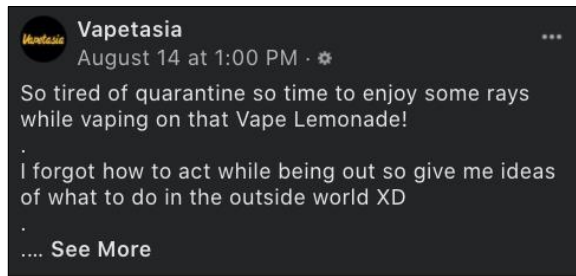 Vapetasia
Vapetasia
August 14 at 1:00 PM ·
...
So tired of quarantine so time to enjoy some rays
while vaping on that Vape Lemonade!
.
I forgot how to act while being out so give me ideas
of what to do in the outside world XD
.
.... See More